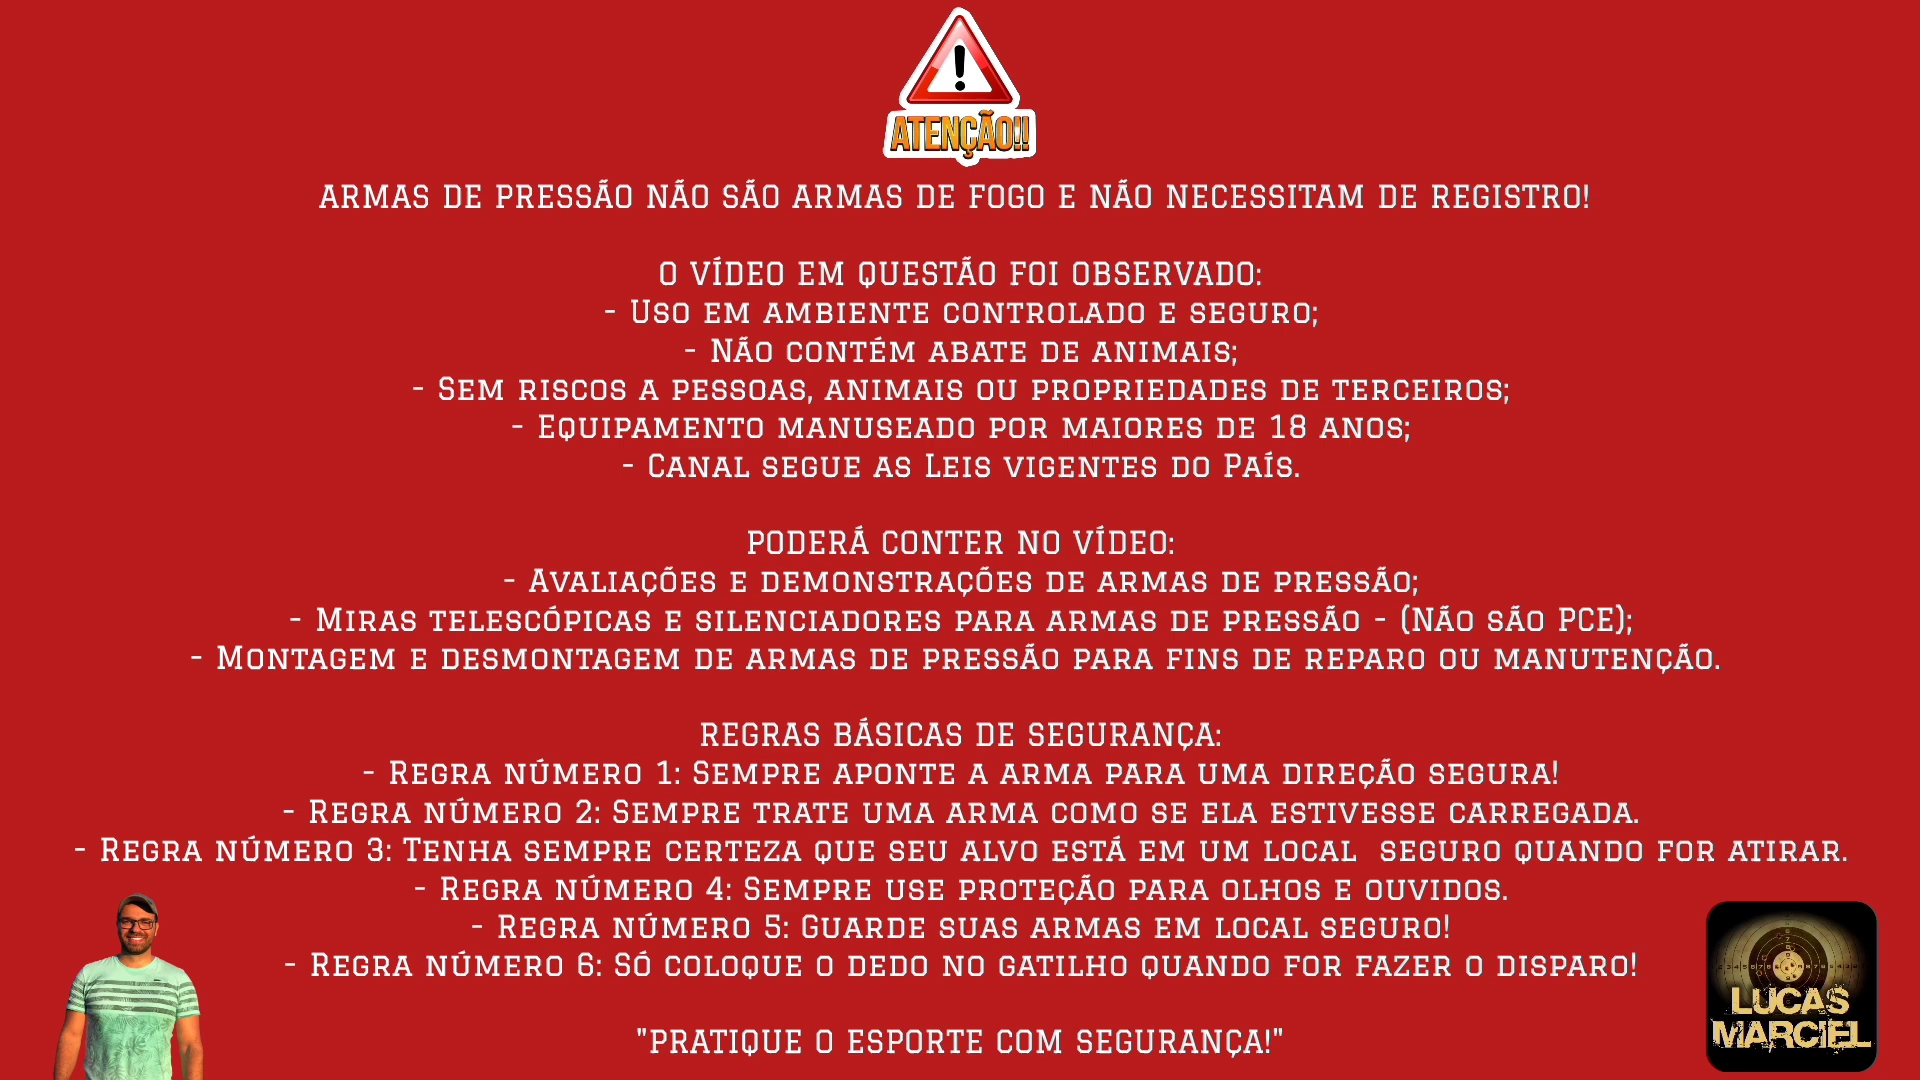 ATENÇÃO!!
ARMAS DE PRESSÃO NÃO SÃO ARMAS DE FOGO E NÃO NECESSITAM DE REGISTRO!
O VÍDEO EM QUESTÃO FOI OBSERVADO:
- Uso em ambiente controlado e seguro;
- Não contém abate de animais;
- Sem riscos a pessoas, animais ou propriedades de terceiros;
- Equipamento manuseado por maiores de 18 anos;
- Canal segue as Leis vigentes do País.
PODERÁ CONTER NO VÍDEO:
- Avaliações e demonstrações de armas de pressão;
- Miras telescópicas e silenciadores para armas de pressão - (Não são PCE);
- Montagem e desmontagem de armas de pressão para fins de reparo ou manutenção.
REGRAS BÁSICAS DE SEGURANÇA:
- Regra número 1: Sempre aponte a arma para uma direção segura!
- Regra número 2: Sempre trate uma arma como se ela estivesse carregada.
- Regra número 3: Tenha sempre certeza que seu alvo está em um local  seguro quando for atirar.
- Regra número 4: Sempre use proteção para olhos e ouvidos.
- Regra número 5: Guarde suas armas em local seguro!
- Regra número 6: Só coloque o dedo no gatilho quando for fazer o disparo!
"PRATIQUE O ESPORTE COM SEGURANÇA!"
LUCAS
MARCIEL